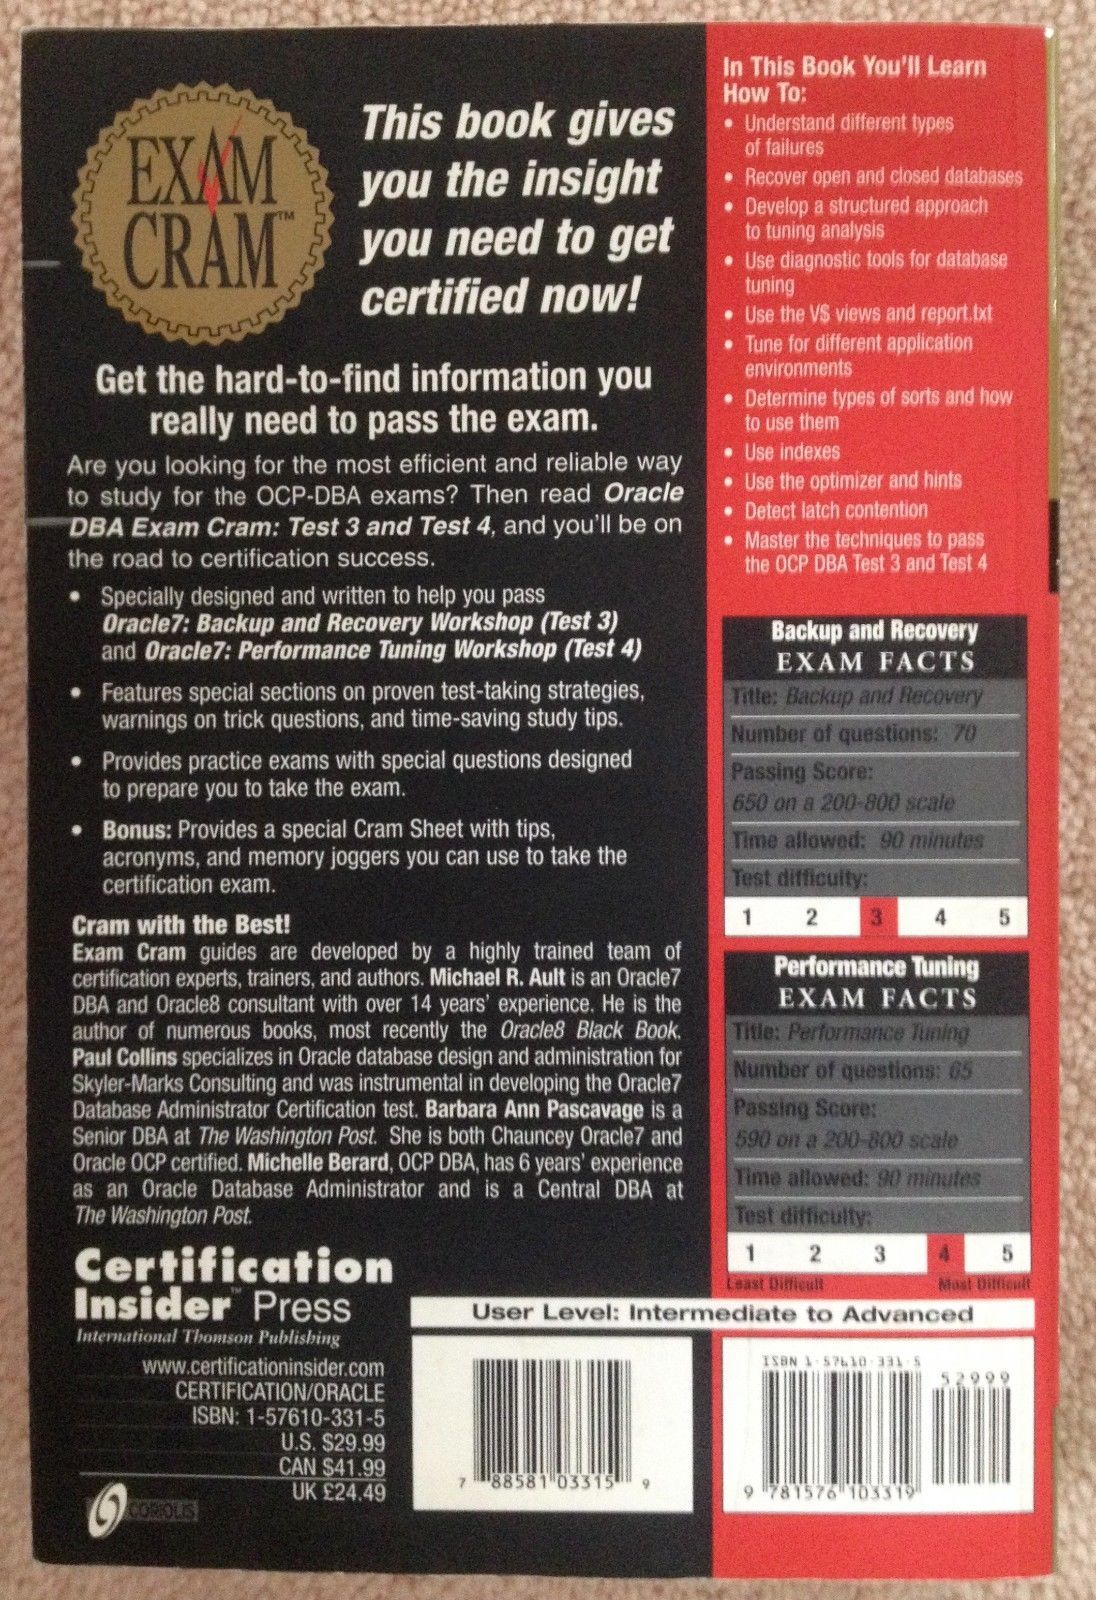 EXAM
CRAM™
This book gives
you the insight
you need to get
certified now!
Get the hard-to-find information you
really need to pass the exam.
Are you looking for the most efficient and reliable way
to study for the OCP-DBA exams? Then read Oracle
DBA Exam Cram: Test 3 and Test 4, and you'll be on
the road to certification success.
• Specially designed and written to help you pass
Oracle7: Backup and Recovery Workshop (Test 3)
and Oracle7: Performance Tuning Workshop (Test 4)
• Features special sections on proven test-taking strategies,
warnings on trick questions, and time-saving study tips.
• Provides practice exams with special questions designed
to prepare you to take the exam.
• Bonus: Provides a special Cram Sheet with tips,
acronyms, and memory joggers you can use to take the
certification exam.
Cram with the Best!
Exam Cram guides are developed by a highly trained team of
certification experts, trainers, and authors. Michael R. Ault is an Oracle7
DBA and Oracle8 consultant with over 14 years' experience. He is the
author of numerous books, most recently the Oracle8 Black Book.
Paul Collins specializes in Oracle database design and administration for
Skyler-Marks Consulting and was instrumental in developing the Oracle7
Database Administrator Certification test. Barbara Ann Pascavage is a
Senior DBA at The Washington Post. She is both Chauncey Oracle7 and
Oracle OCP certified. Michelle Berard, OCP DBA, has 6 years' experience
as an Oracle Database Administrator and is a Central DBA at
The Washington Post.
Certification
Insider™ Press
International Thomson Publishing
www.certificationinsider.com
CERTIFICATION/ORACLE
ISBN: 1-57610-331-5
U.S. $29.99
CAN $41.99
UK £24.49
CORIOLIS
In This Book You'll Learn
How To:
• Understand different types
of failures
• Recover open and closed databases
• Develop a structured approach
to tuning analysis
• Use diagnostic tools for database
tuning
• Use the V$ views and report.txt
• Tune for different application
environments
• Determine types of sorts and how
to use them
• Use indexes
• Use the optimizer and hints
• Detect latch contention
• Master the techniques to pass
the OCP DBA Test 3 and Test 4
Backup and Recovery
EXAM FACTS
Title: Backup and Recovery
Number of questions: 70
Passing Score:
650 on a 200-800 scale
Time allowed: 90 minutes
Test difficulty:
1 2 3 4 5
Performance Tuning
EXAM FACTS
Title: Performance Tuning
Number of questions: 65
Passing Score:
590 on a 200-800 scale
Time allowed: 90 minutes
Test difficulty:
1 2 3 4 5
Least Difficult Most Difficult
User Level: Intermediate to Advanced
7 88581 03315 9
ISBN 1-57610-331-5
52999
9 781576 103319